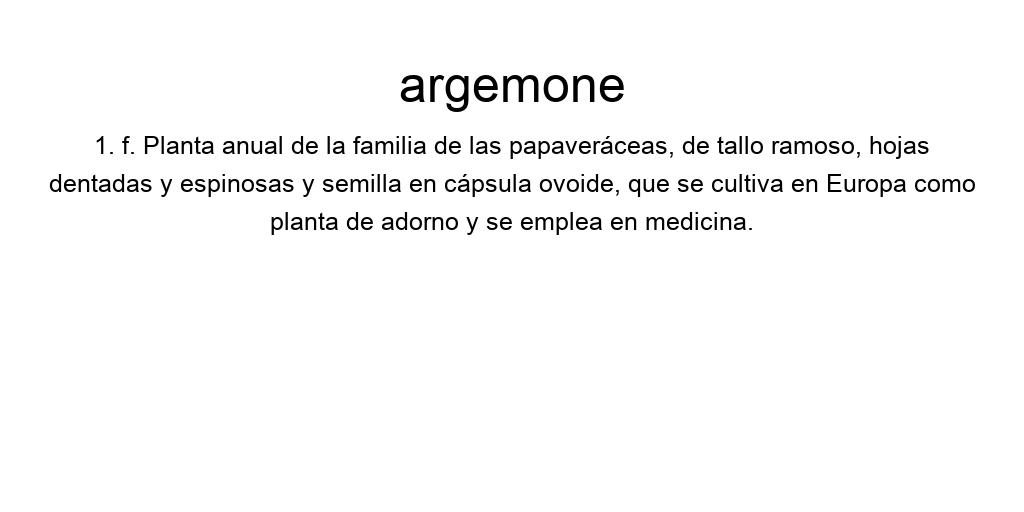 argemone
1. f. Planta anual de la familia de las papaveráceas, de tallo ramoso, hojas
dentadas y espinosas y semilla en cápsula ovoide, que se cultiva en Europa como
planta de adorno y se emplea en medicina.